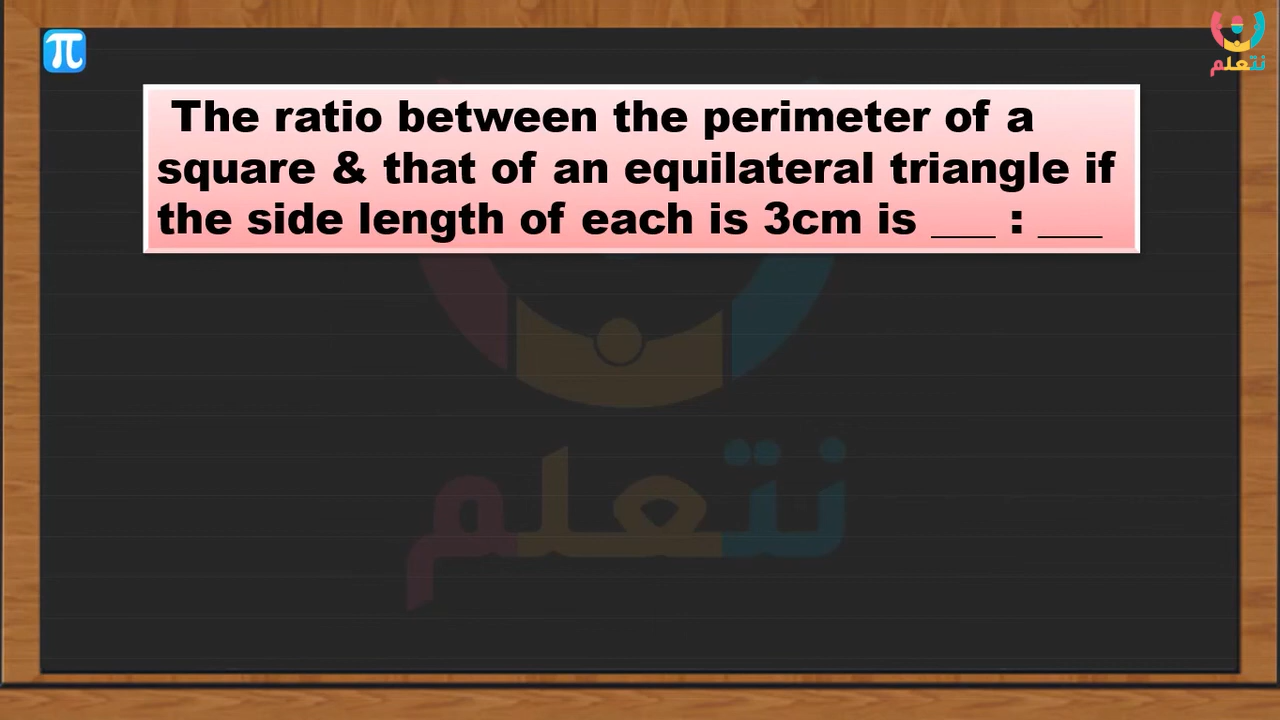 π
نتعلم
The ratio between the perimeter of a
square & that of an equilateral triangle if
the side length of each is 3cm is ___ : ___
نتعلم